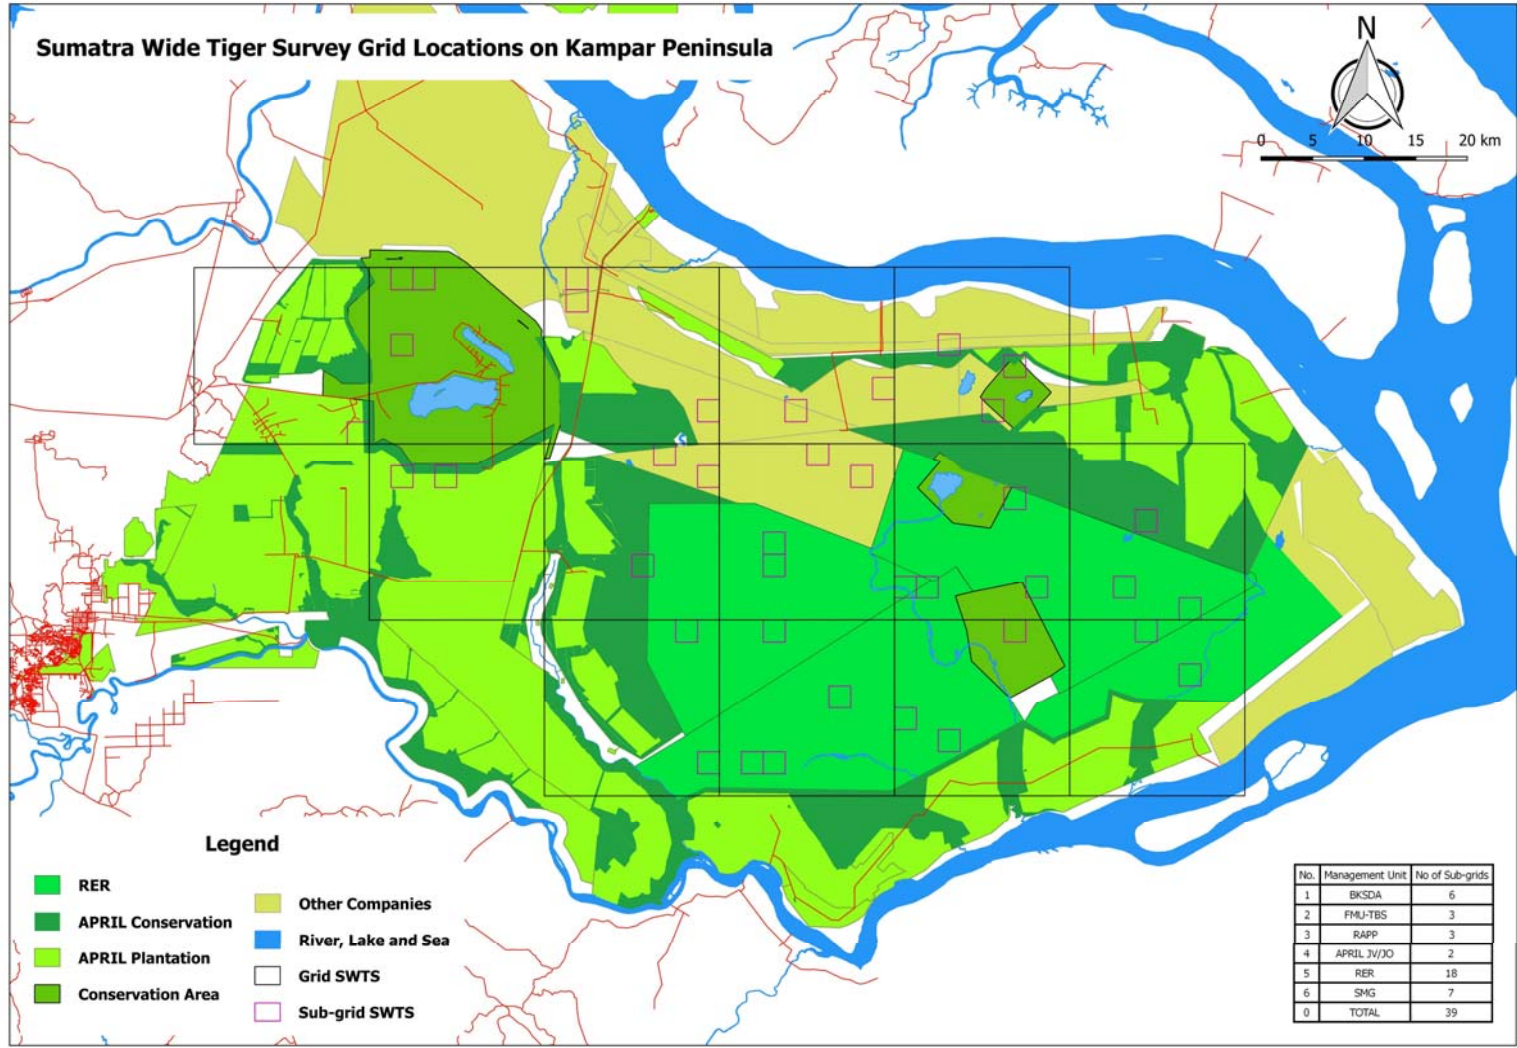 Sumatra Wide Tiger Survey Grid Locations on Kampar Peninsula
N
0 5 10 15 20 km
Legend
RER
APRIL Conservation
APRIL Plantation
Conservation Area
Other Companies
River, Lake and Sea
Grid SWTS
Sub-grid SWTS
No. Management Unit No of Sub-grids
1 BKSDA 6
2 FMU-TBS 3
3 RAPP 3
4 APRIL JV/JO 2
5 RER 18
6 SMG 7
0 TOTAL 39